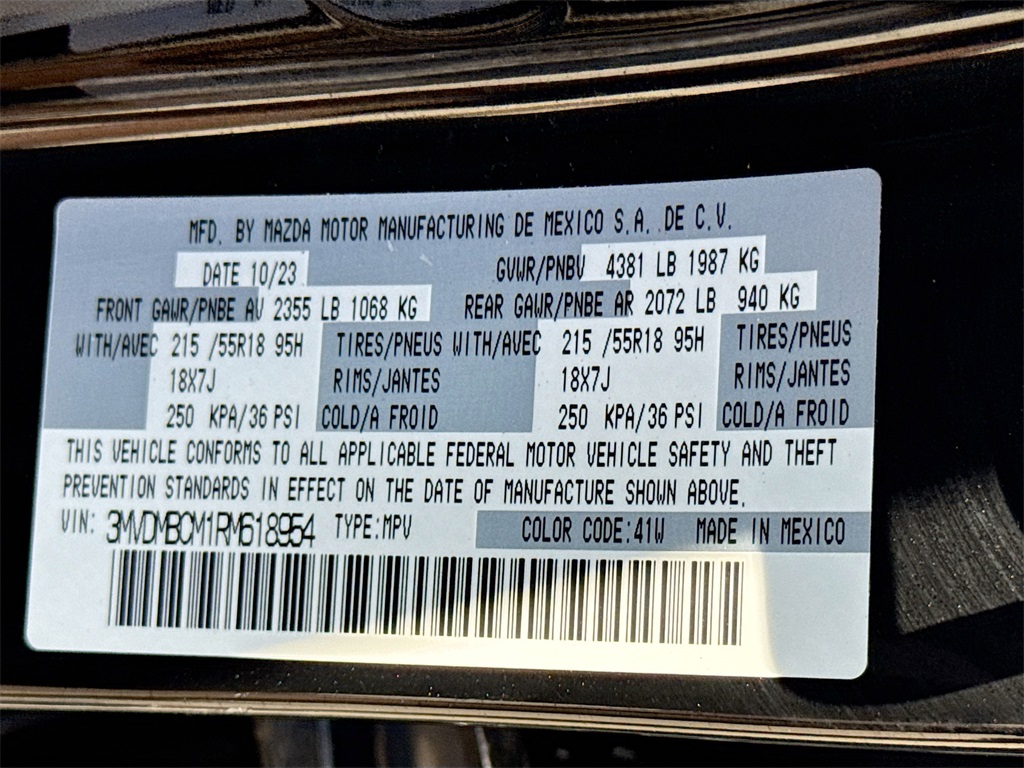 MFD. BY MAZDA MOTOR MANUFACTURING DE MEXICO S.A. DE C.V.
DATE 10/23 GVWR/PNBV 4381 LB 1987 KG
FRONT GAWR/PNBE AV 2355 LB 1068 KG REAR GAWR/PNBE AR 2072 LB 940 KG
WITH/AVEC 215 /55R18 95H TIRES/PNEUS WITH/AVEC 215 /55R18 95H TIRES/PNEUS
18X7J RIMS/JANTES 18X7J RIMS/JANTES
250 KPA/36 PSI COLD/A FROID 250 KPA/36 PSI COLD/A FROID
THIS VEHICLE CONFORMS TO ALL APPLICABLE FEDERAL MOTOR VEHICLE SAFETY AND THEFT
PREVENTION STANDARDS IN EFFECT ON THE DATE OF MANUFACTURE SHOWN ABOVE.
VIN: 3MVDMBCM1RM618954 TYPE:MPV COLOR CODE:41W MADE IN MEXICO